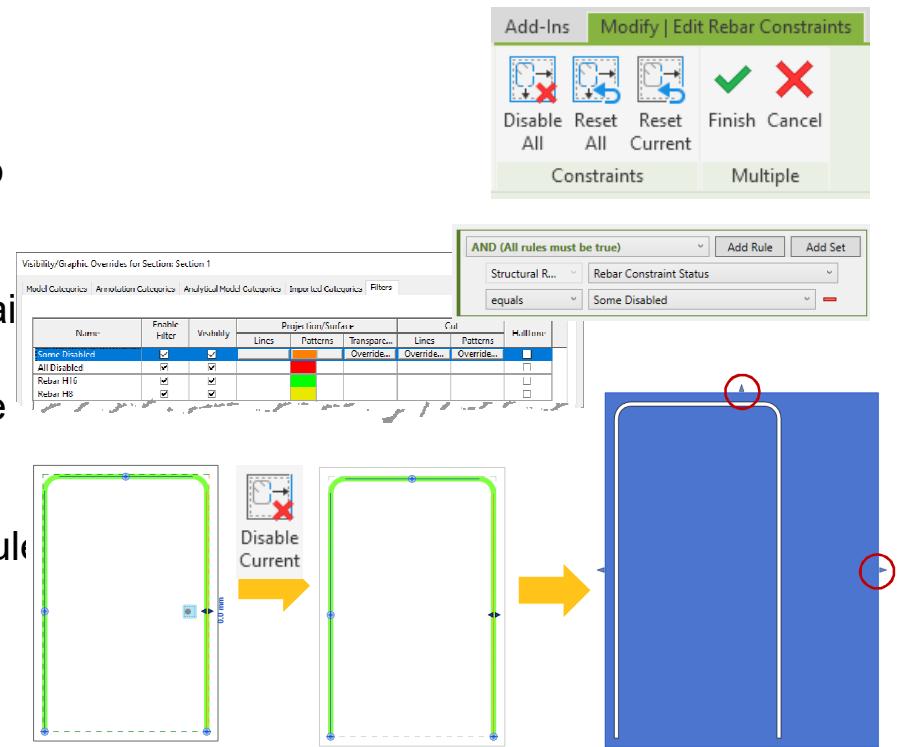 Add-Ins Modify | Edit Rebar Constraints
Disable All
Reset All
Reset Current
Finish
Cancel
Constraints
Multiple
AND (All rules must be true)
Add Rule
Add Set
Structural R...
Rebar Constraint Status
equals
Some Disabled
Visibility/Graphic Overrides for Section: Section 1
Model Categories Annotation Categories Analytical Model Categories Imported Categories Filters
Name
Enable Filter
Visibility
Projection/Surface
Cut
Halftone
Lines Patterns Transpare... Lines Patterns
Some Disabled Override... Override... Override...
All Disabled
Rebar H16
Rebar H8
ai
e
ule
Disable
Current
0.0 mm